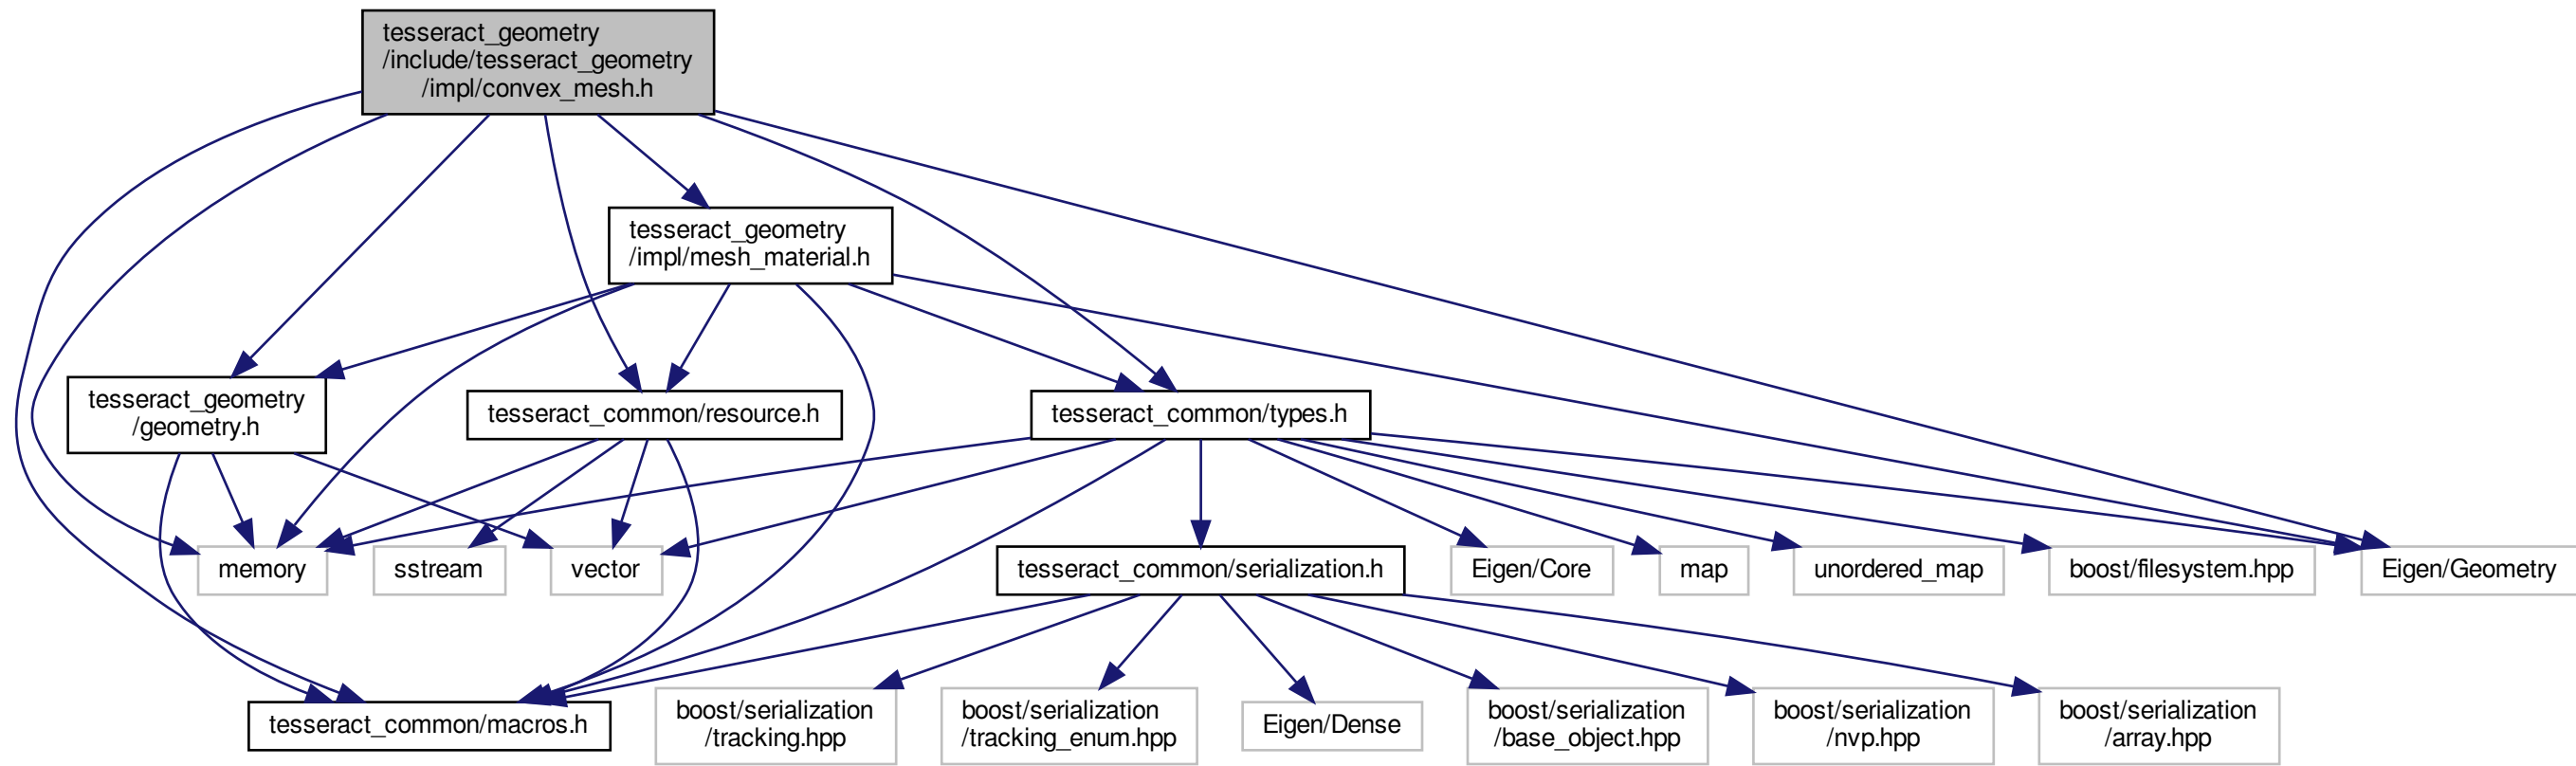 tesseract_geometry
/include/tesseract_geometry
/impl/convex_mesh.h
tesseract_geometry
/impl/mesh_material.h
tesseract_geometry
/geometry.h
tesseract_common/resource.h
tesseract_common/types.h
memory
sstream
vector
tesseract_common/serialization.h
Eigen/Core
map
unordered_map
boost/filesystem.hpp
Eigen/Geometry
tesseract_common/macros.h
boost/serialization
/tracking.hpp
boost/serialization
/tracking_enum.hpp
Eigen/Dense
boost/serialization
/base_object.hpp
boost/serialization
/nvp.hpp
boost/serialization
/array.hpp